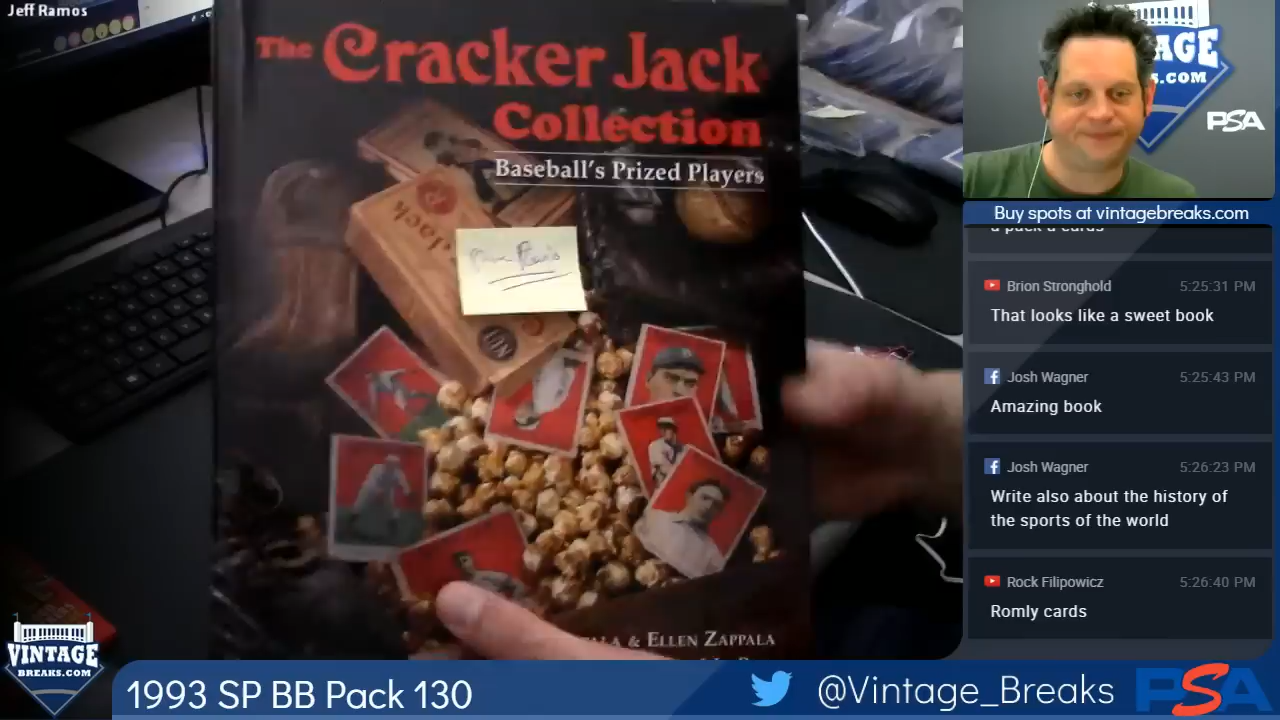 Jeff Ramos
The Cracker Jack
Collection
Baseball's Prized Players
& ELLEN ZAPPALA
VINTAGE
BREAKS.COM
1993 SP BB Pack 130
@Vintage_Breaks
PSA
AGE
S.COM
PSA
Buy spots at vintagebreaks.com
a pack a cards
Brion Stronghold 5:25:31 PM
That looks like a sweet book
Josh Wagner 5:25:43 PM
Amazing book
Josh Wagner 5:26:23 PM
Write also about the history of
the sports of the world
Rock Filipowicz 5:26:40 PM
Romly cards